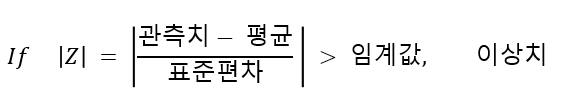 If |Z| = |관측치 − 평균 / 표준편차| > 임계값, 이상치